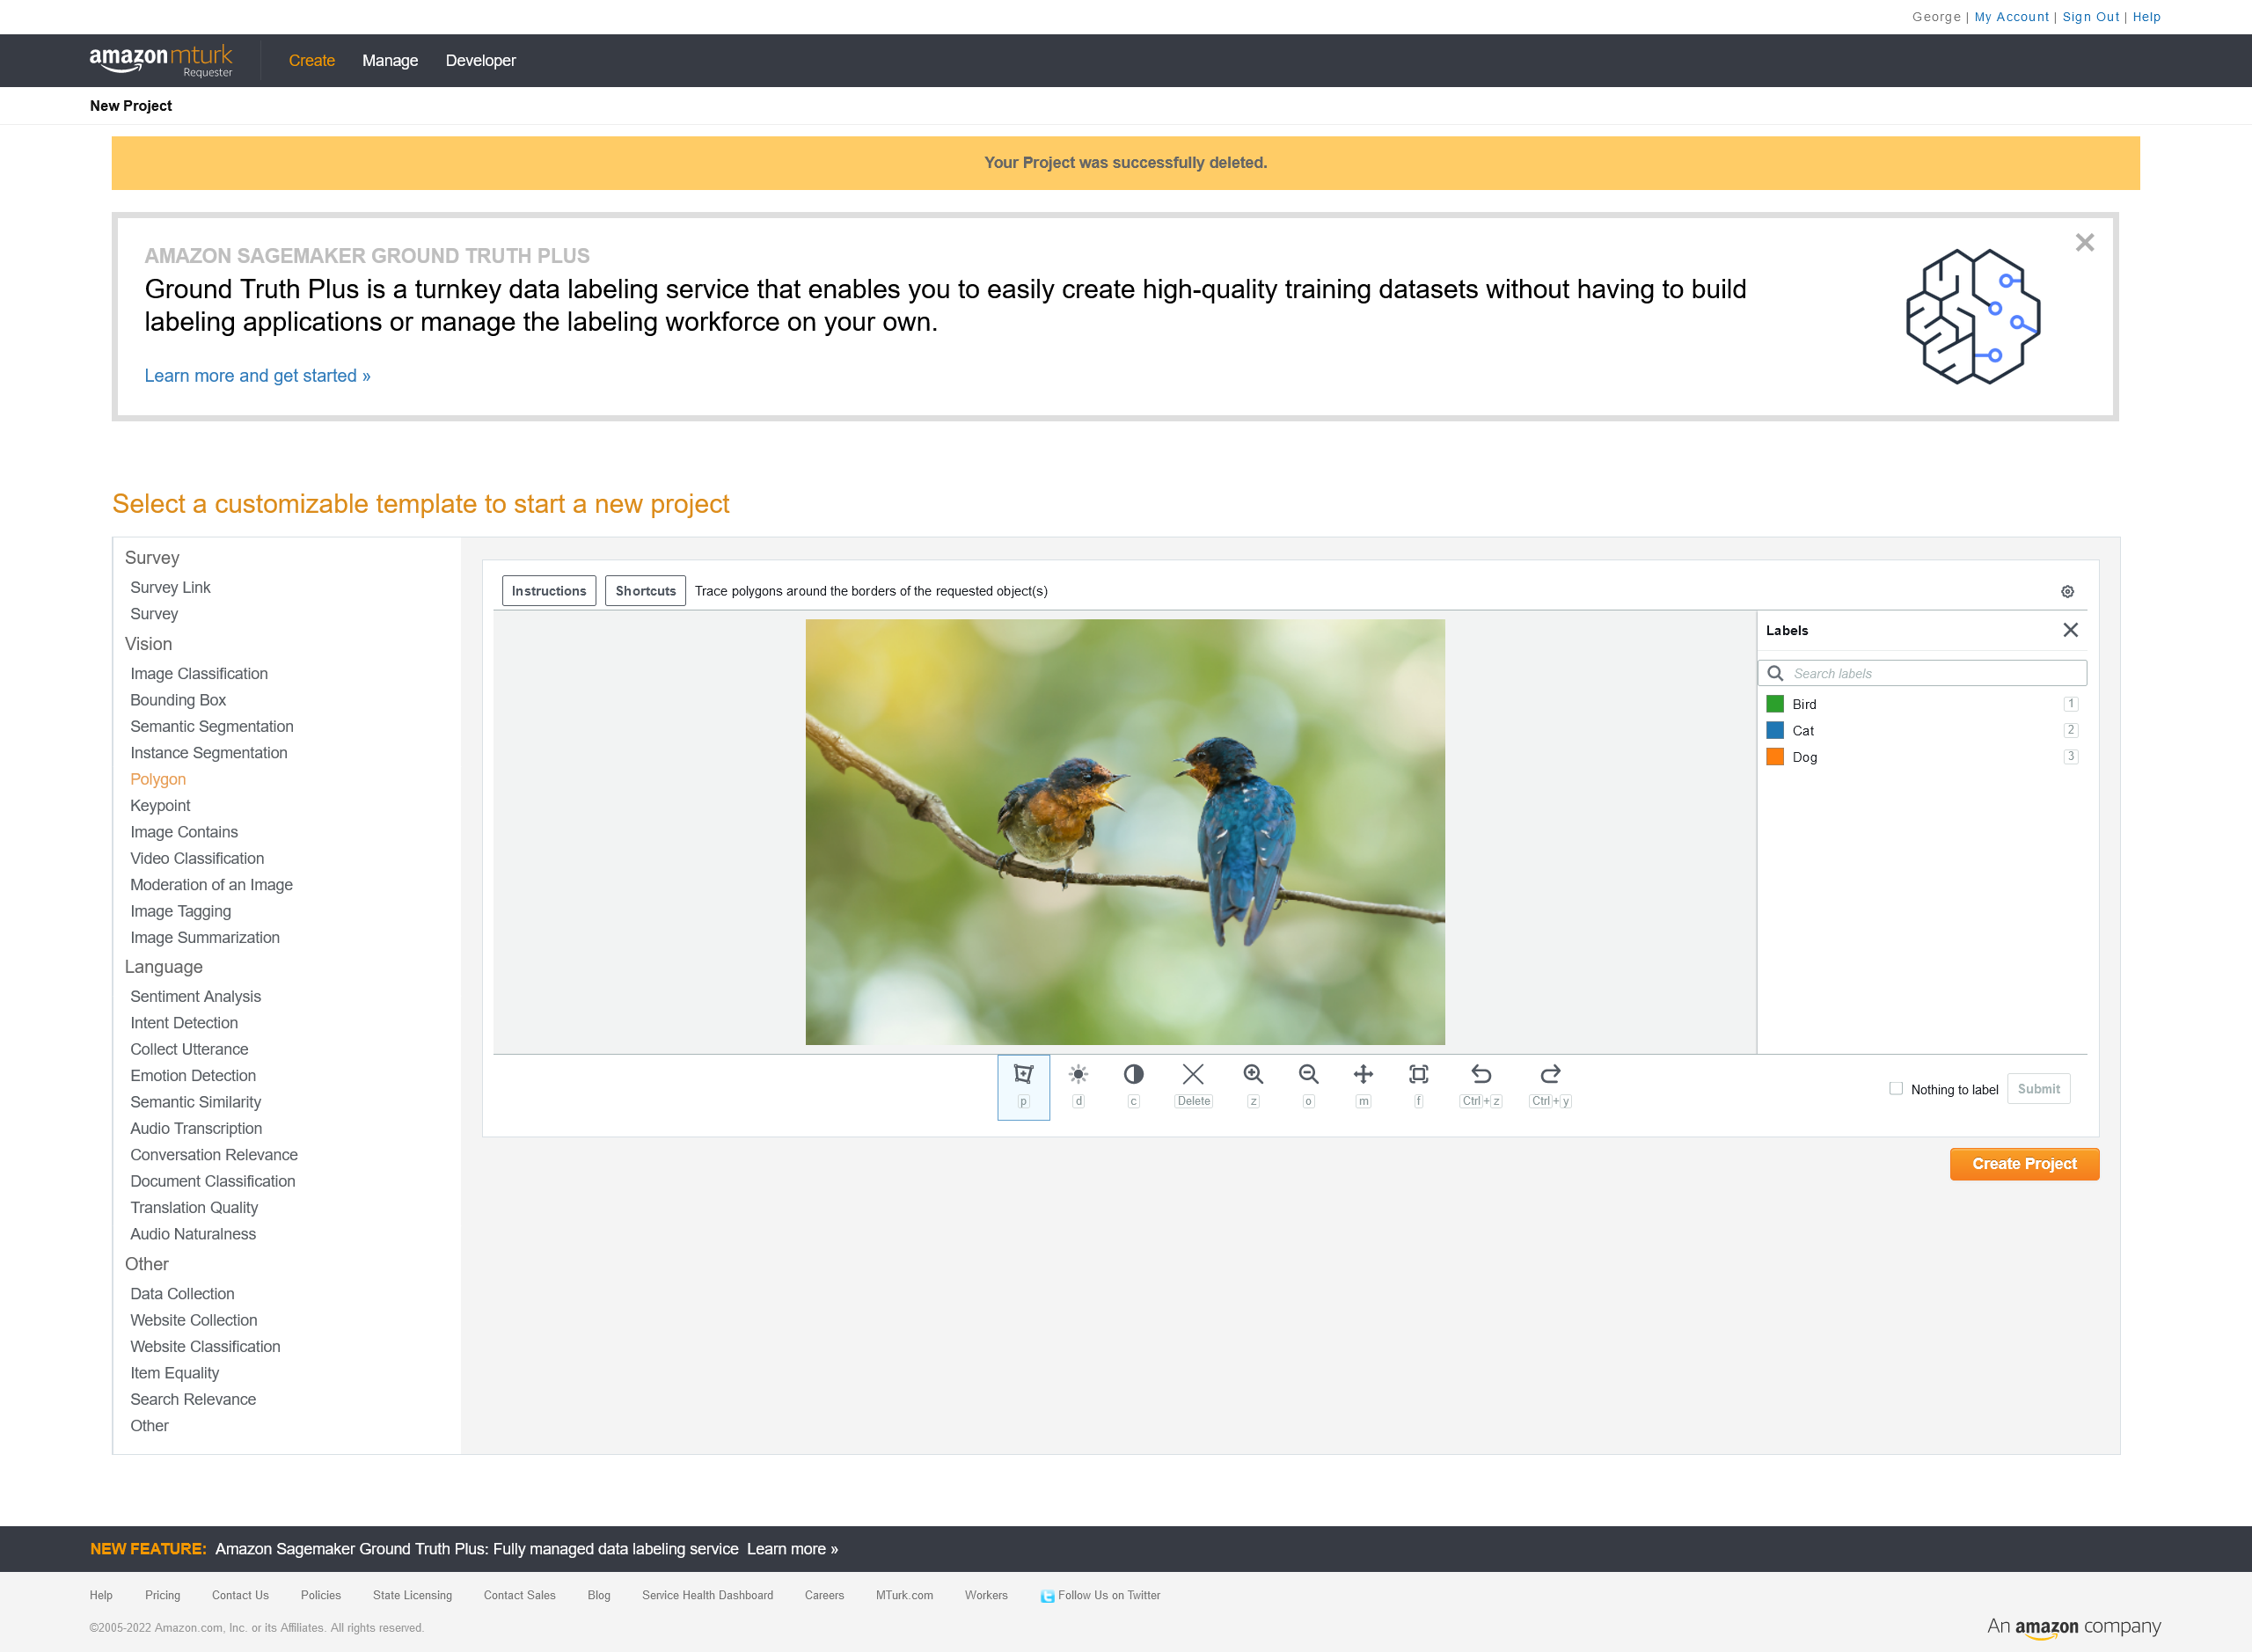 George | My Account | Sign Out | Help
amazon mturk
Requester
Create Manage Developer
New Project
Your Project was successfully deleted.
AMAZON SAGEMAKER GROUND TRUTH PLUS
Ground Truth Plus is a turnkey data labeling service that enables you to easily create high-quality training datasets without having to build
labeling applications or manage the labeling workforce on your own.
Learn more and get started »
Select a customizable template to start a new project
Survey
Survey Link
Survey
Vision
Image Classification
Bounding Box
Semantic Segmentation
Instance Segmentation
Polygon
Keypoint
Image Contains
Video Classification
Moderation of an Image
Image Tagging
Image Summarization
Language
Sentiment Analysis
Intent Detection
Collect Utterance
Emotion Detection
Semantic Similarity
Audio Transcription
Conversation Relevance
Document Classification
Translation Quality
Audio Naturalness
Other
Data Collection
Website Collection
Website Classification
Item Equality
Search Relevance
Other
Instructions Shortcuts Trace polygons around the borders of the requested object(s)
Labels
Search labels
Bird 1
Cat 2
Dog 3
p d c Delete z o m f Ctrl+z Ctrl+y
Nothing to label Submit
Create Project
NEW FEATURE: Amazon Sagemaker Ground Truth Plus: Fully managed data labeling service Learn more »
Help Pricing Contact Us Policies State Licensing Contact Sales Blog Service Health Dashboard Careers MTurk.com Workers Follow Us on Twitter
©2005-2022 Amazon.com, Inc. or its Affiliates. All rights reserved.
An amazon company